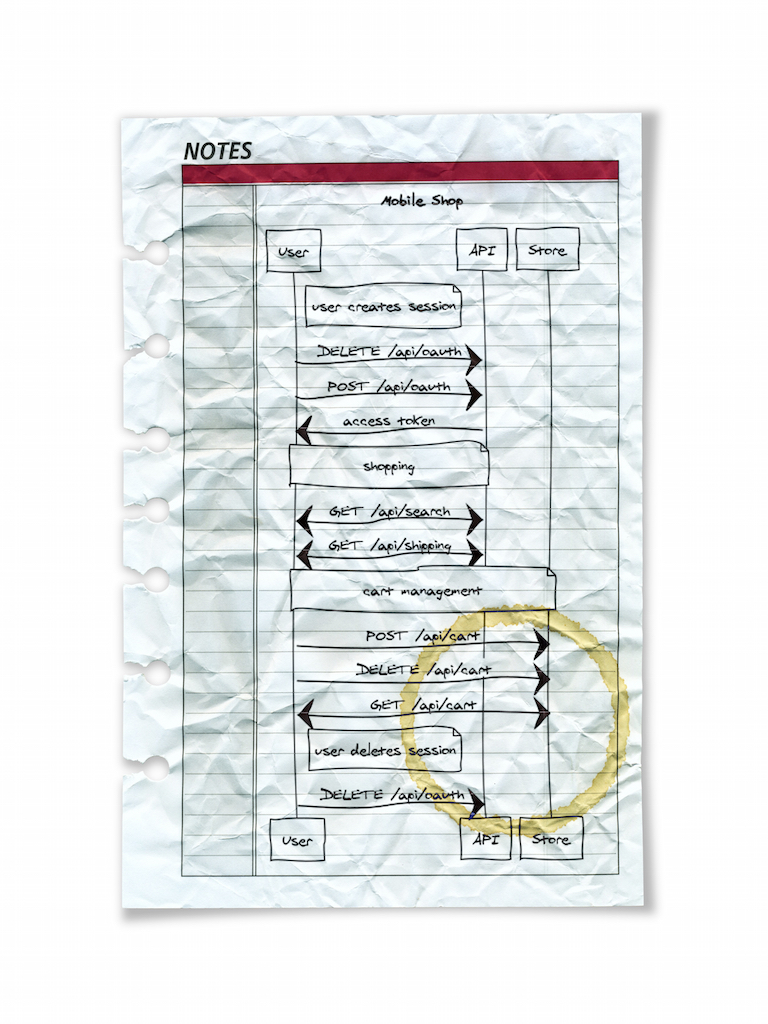 NOTES
Mobile Shop
User
API
Store
user creates session
DELETE /api/oauth
POST /api/oauth
access token
shopping
GET /api/search
GET /api/shipping
cart management
POST /api/cart
DELETE /api/cart
GET /api/cart
user deletes session
DELETE /api/oauth
User
API
Store